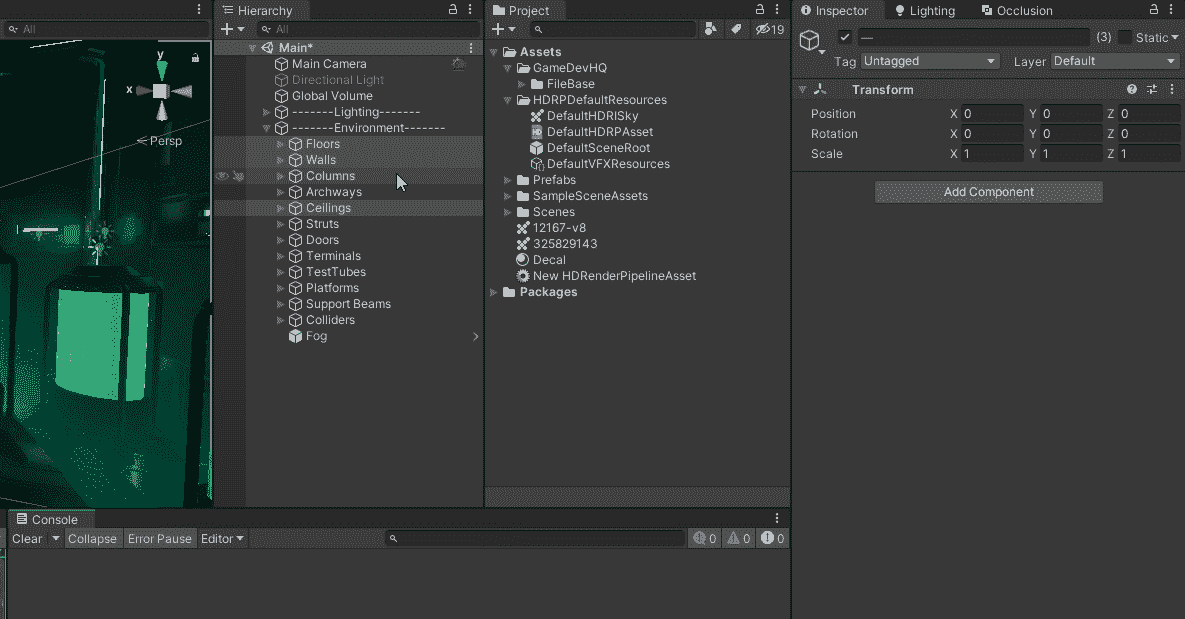 All
y
x
Persp
Hierarchy
All
Main*
Main Camera
Directional Light
Global Volume
-------Lighting-------
-------Environment-------
Floors
Walls
Columns
Archways
Ceilings
Struts
Doors
Terminals
TestTubes
Platforms
Support Beams
Colliders
Fog
Project
19
Assets
GameDevHQ
FileBase
HDRPDefaultResources
DefaultHDRISky
DefaultHDRPAsset
DefaultSceneRoot
DefaultVFXResources
Prefabs
SampleSceneAssets
Scenes
12167-v8
325829143
Decal
New HDRenderPipelineAsset
Packages
Inspector Lighting Occlusion
— (3) Static
Tag Untagged Layer Default
Transform
Position X 0 Y 0 Z 0
Rotation X 0 Y 0 Z 0
Scale X 1 Y 1 Z 1
Add Component
Console
Clear Collapse Error Pause Editor 0 0 0